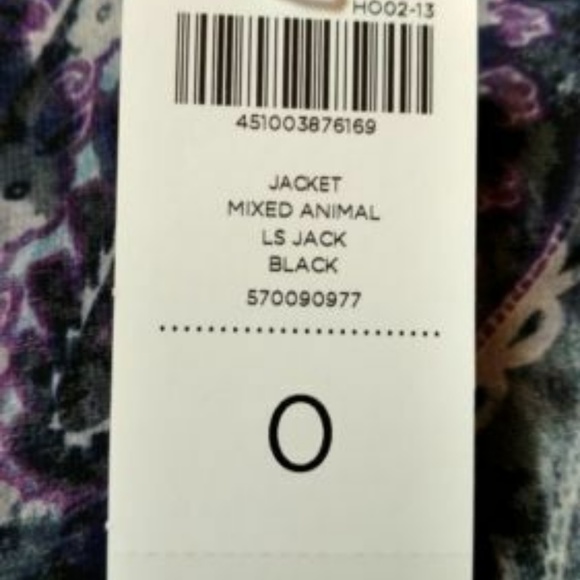 HO02-13
451003876169
JACKET
MIXED ANIMAL
LS JACK
BLACK
570090977
0